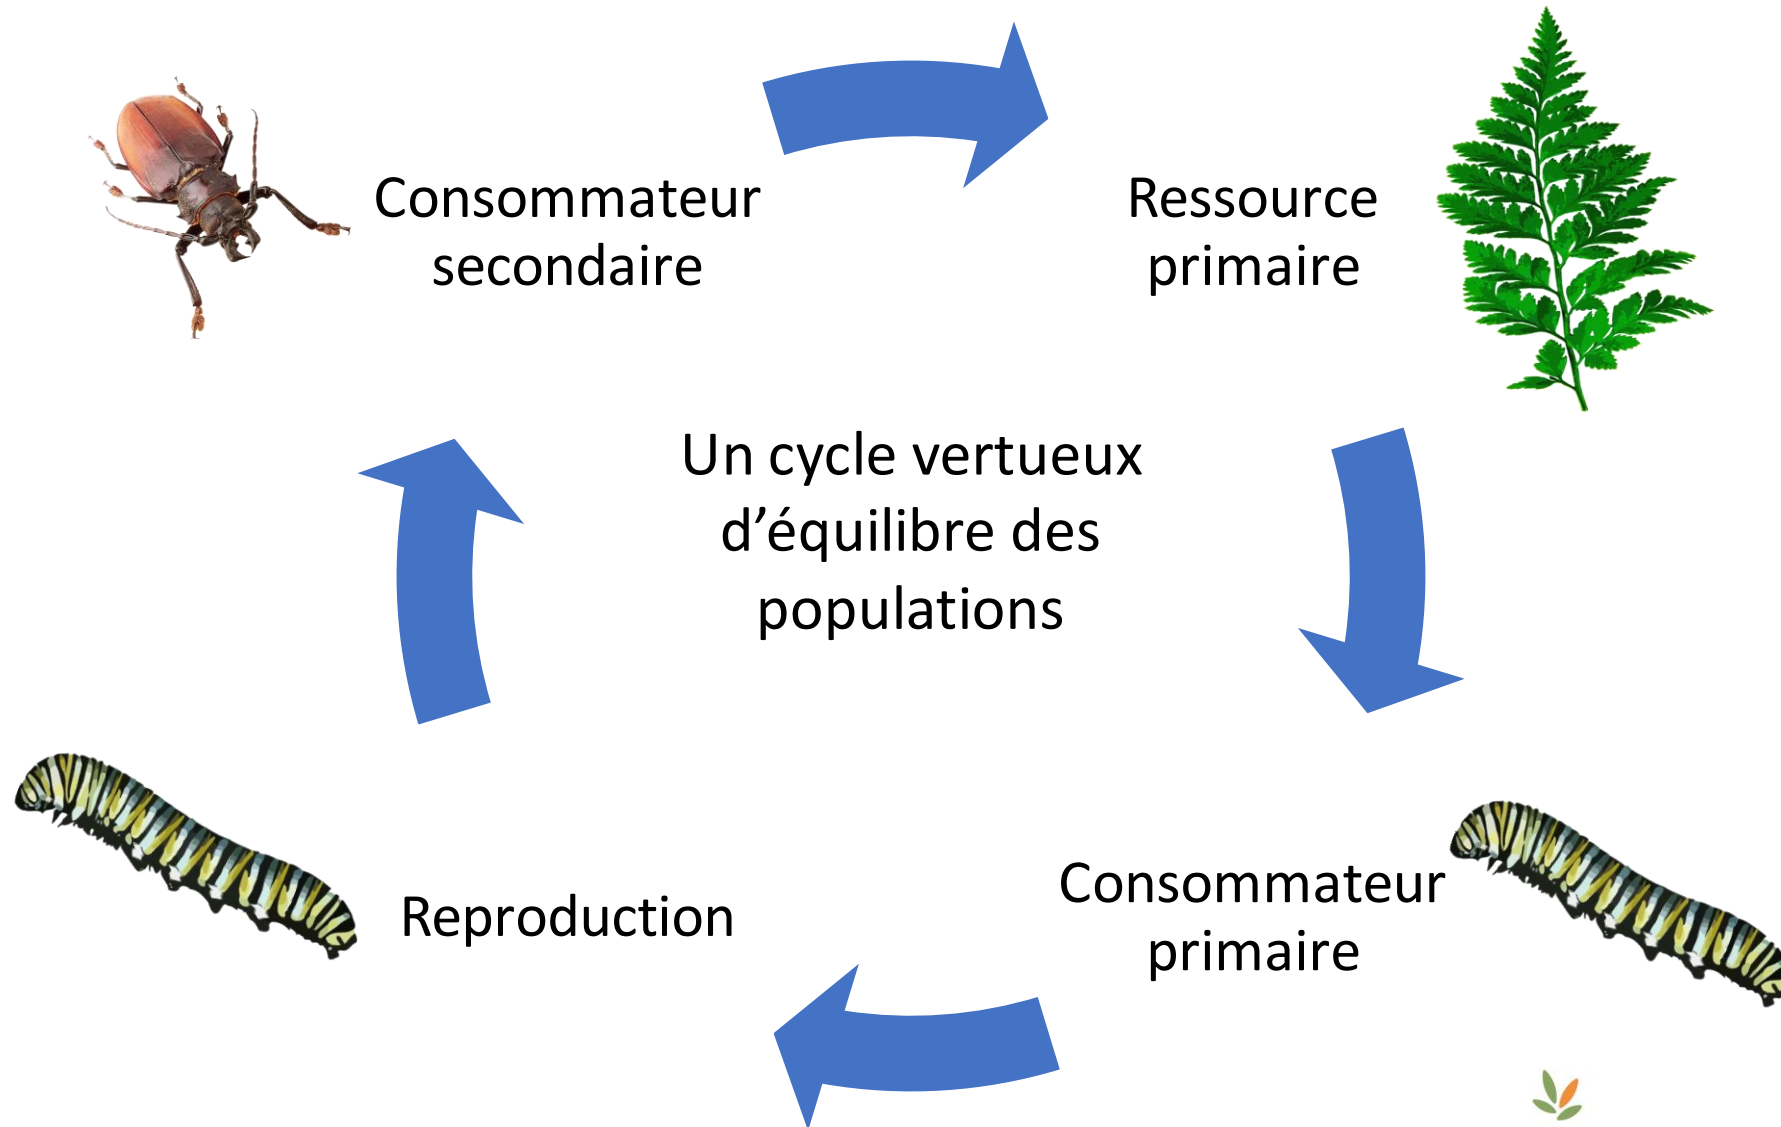 Consommateur
secondaire
Ressource
primaire
Un cycle vertueux
d’équilibre des
populations
Reproduction
Consommateur
primaire